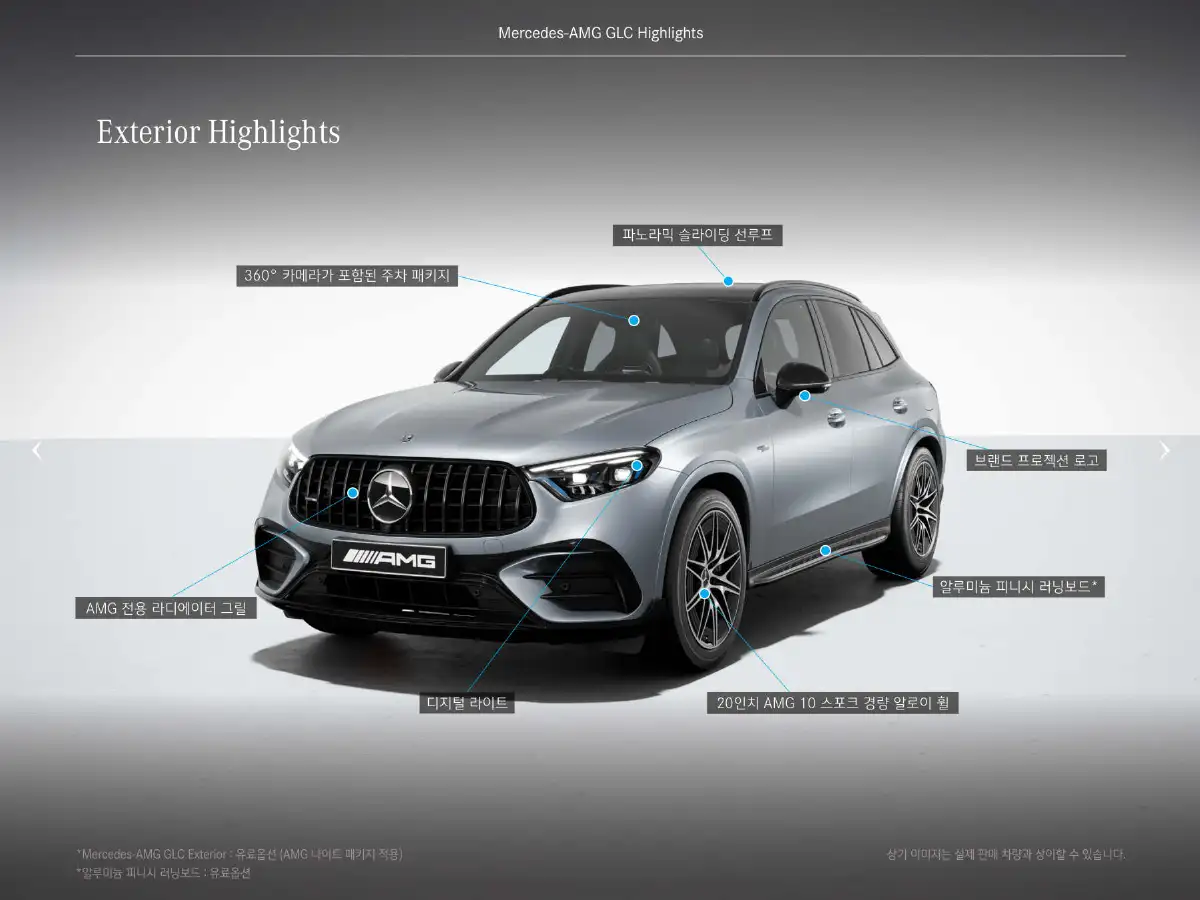 Mercedes-AMG GLC Highlights
Exterior Highlights
파노라믹 슬라이딩 선루프
360° 카메라가 포함된 주차 패키지
브랜드 프로젝션 로고
AMG
알루미늄 피니시 러닝보드*
AMG 전용 라디에이터 그릴
디지털 라이트
20인치 AMG 10 스포크 경량 알로이 휠
*Mercedes-AMG GLC Exterior : 유료옵션 (AMG 나이트 패키지 적용)
*알루미늄 피니시 러닝보드 : 유료옵션
상기 이미지는 실제 판매 차량과 상이할 수 있습니다.